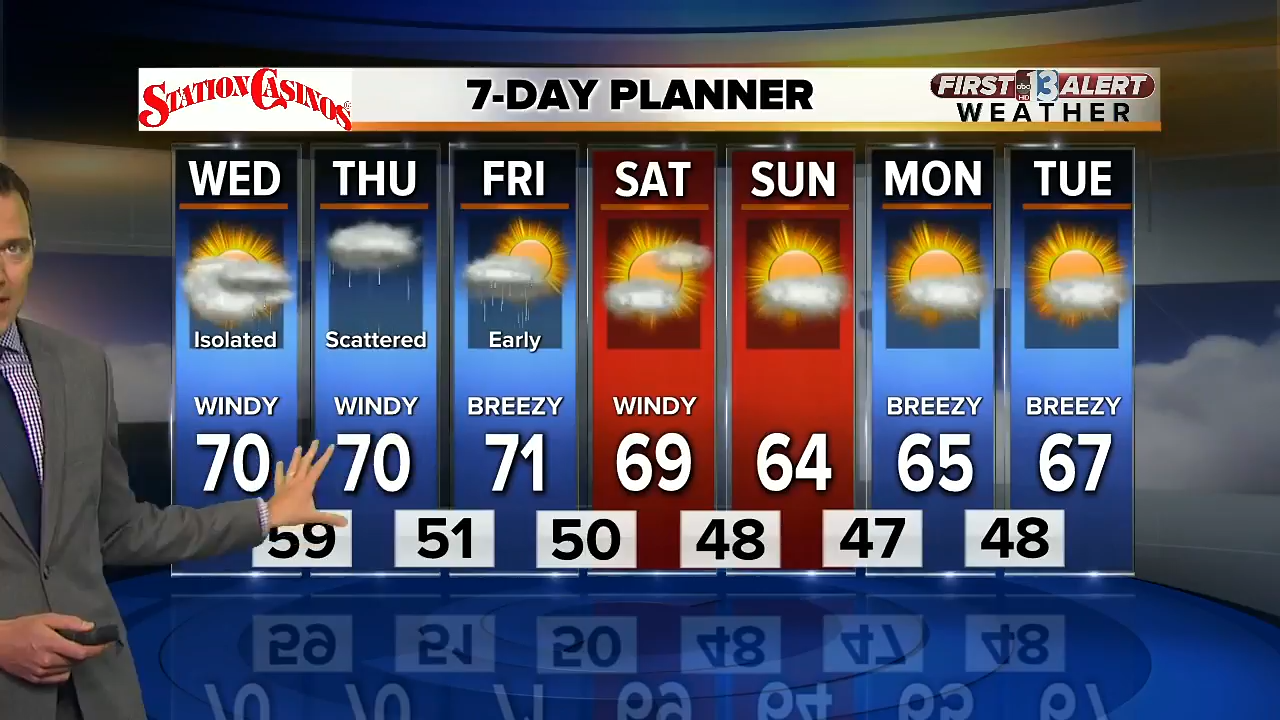 STATION CASINOS
7-DAY PLANNER
FIRST abc 13 HD ALERT
WEATHER
WED THU FRI SAT SUN MON TUE
Isolated Scattered Early
WINDY WINDY BREEZY WINDY BREEZY BREEZY
70 70 71 69 64 65 67
59 51 50 48 47 48